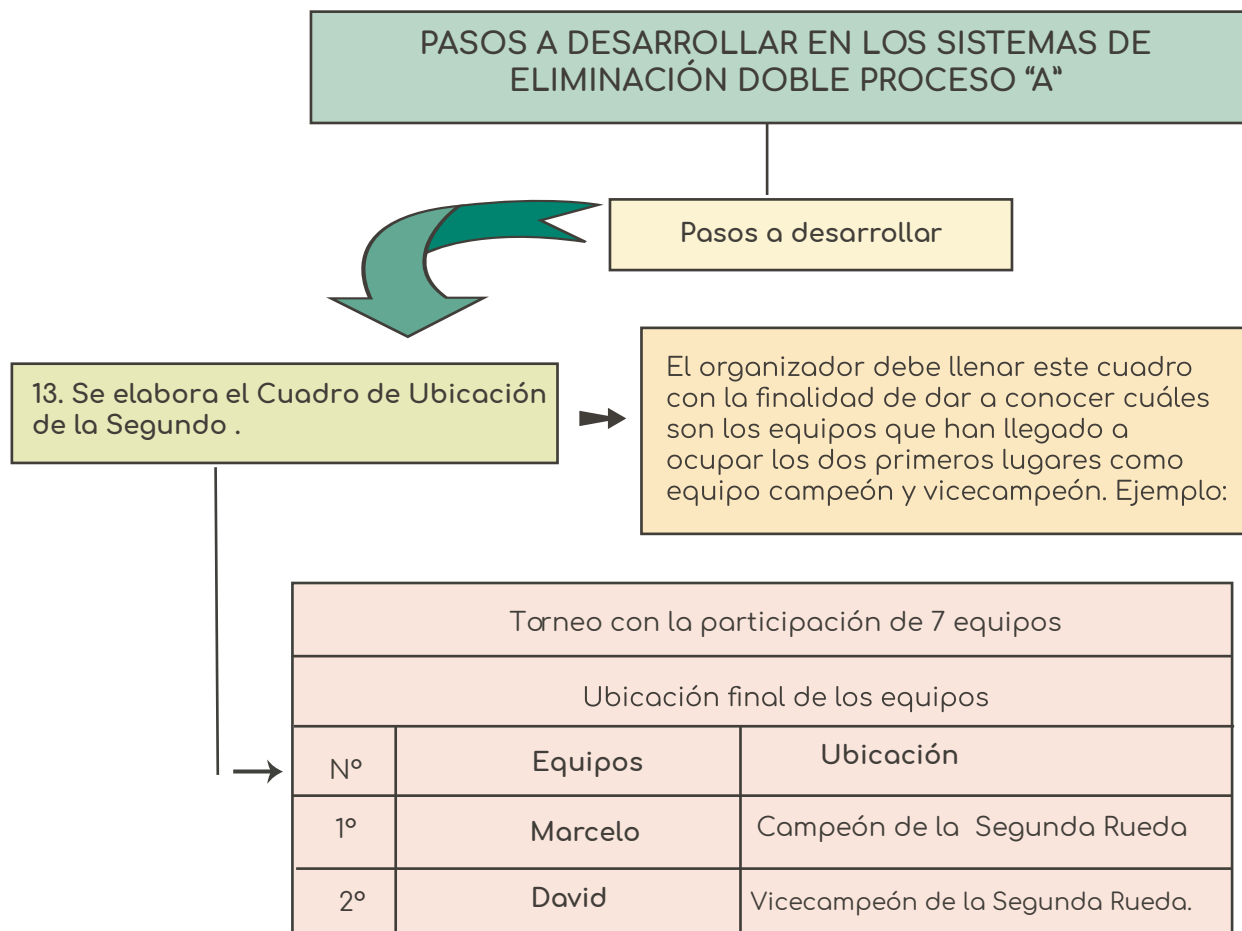 PASOS A DESARROLLAR EN LOS SISTEMAS DE
ELIMINACIÓN DOBLE PROCESO “A”
Pasos a desarrollar
13. Se elabora el Cuadro de Ubicación
de la Segundo .
El organizador debe llenar este cuadro
con la finalidad de dar a conocer cuáles
son los equipos que han llegado a
ocupar los dos primeros lugares como
equipo campeón y vicecampeón. Ejemplo:
Torneo con la participación de 7 equipos
Ubicación final de los equipos
Nº Equipos Ubicación
1º Marcelo Campeón de la Segunda Rueda
2º David Vicecampeón de la Segunda Rueda.